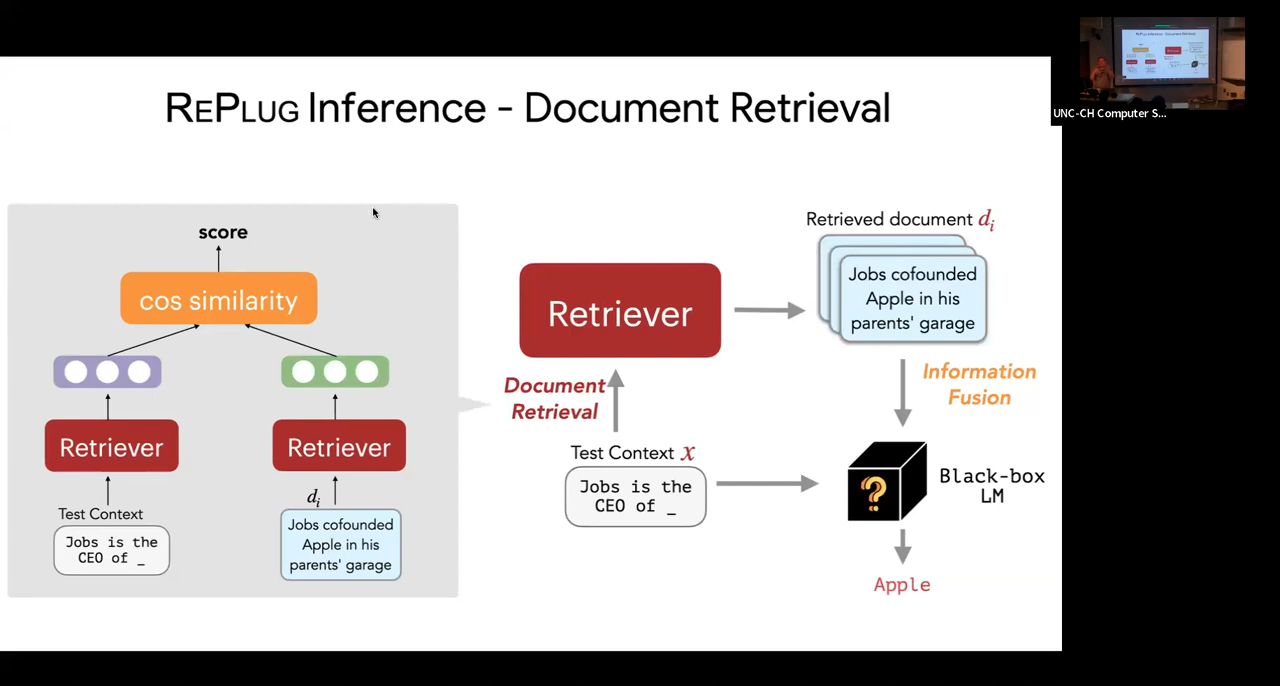 REPLUG Inference - Document Retrieval
UNC-CH Computer S...
score
cos similarity
Retriever
Retriever
Test Context
Jobs is the
CEO of _
di
Jobs cofounded
Apple in his
parents' garage
Retriever
Document
Retrieval
Test Context x
Jobs is the
CEO of _
Retrieved document di
Jobs cofounded
Apple in his
parents' garage
Information
Fusion
?
Black-box
LM
Apple